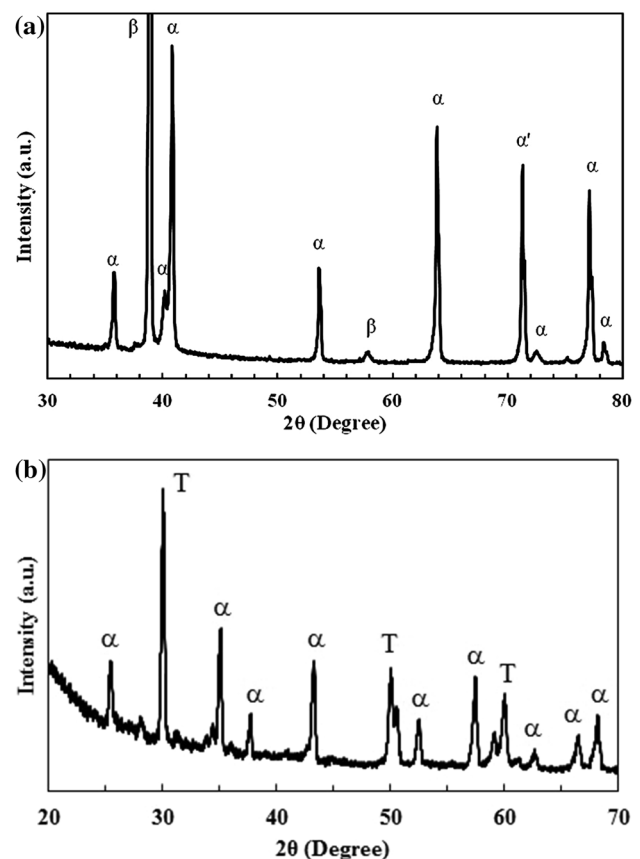 (a)
β
α
α
α'
α
α
α
α
β
α
α
Intensity (a.u.)
30 40 50 60 70 80
2θ (Degree)
(b)
T
α
α
α
T
α
α
T
α
α
α
α
Intensity (a.u.)
20 30 40 50 60 70
2θ (Degree)